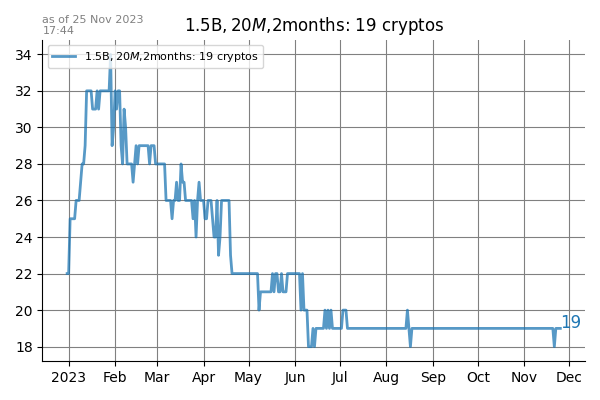 as of 25 Nov 2023
17:44
1.5B, 20M,2months: 19 cryptos
1.5B, 20M,2months: 19 cryptos
34
32
30
28
26
24
22
20
18
19
2023 Feb Mar Apr May Jun Jul Aug Sep Oct Nov Dec